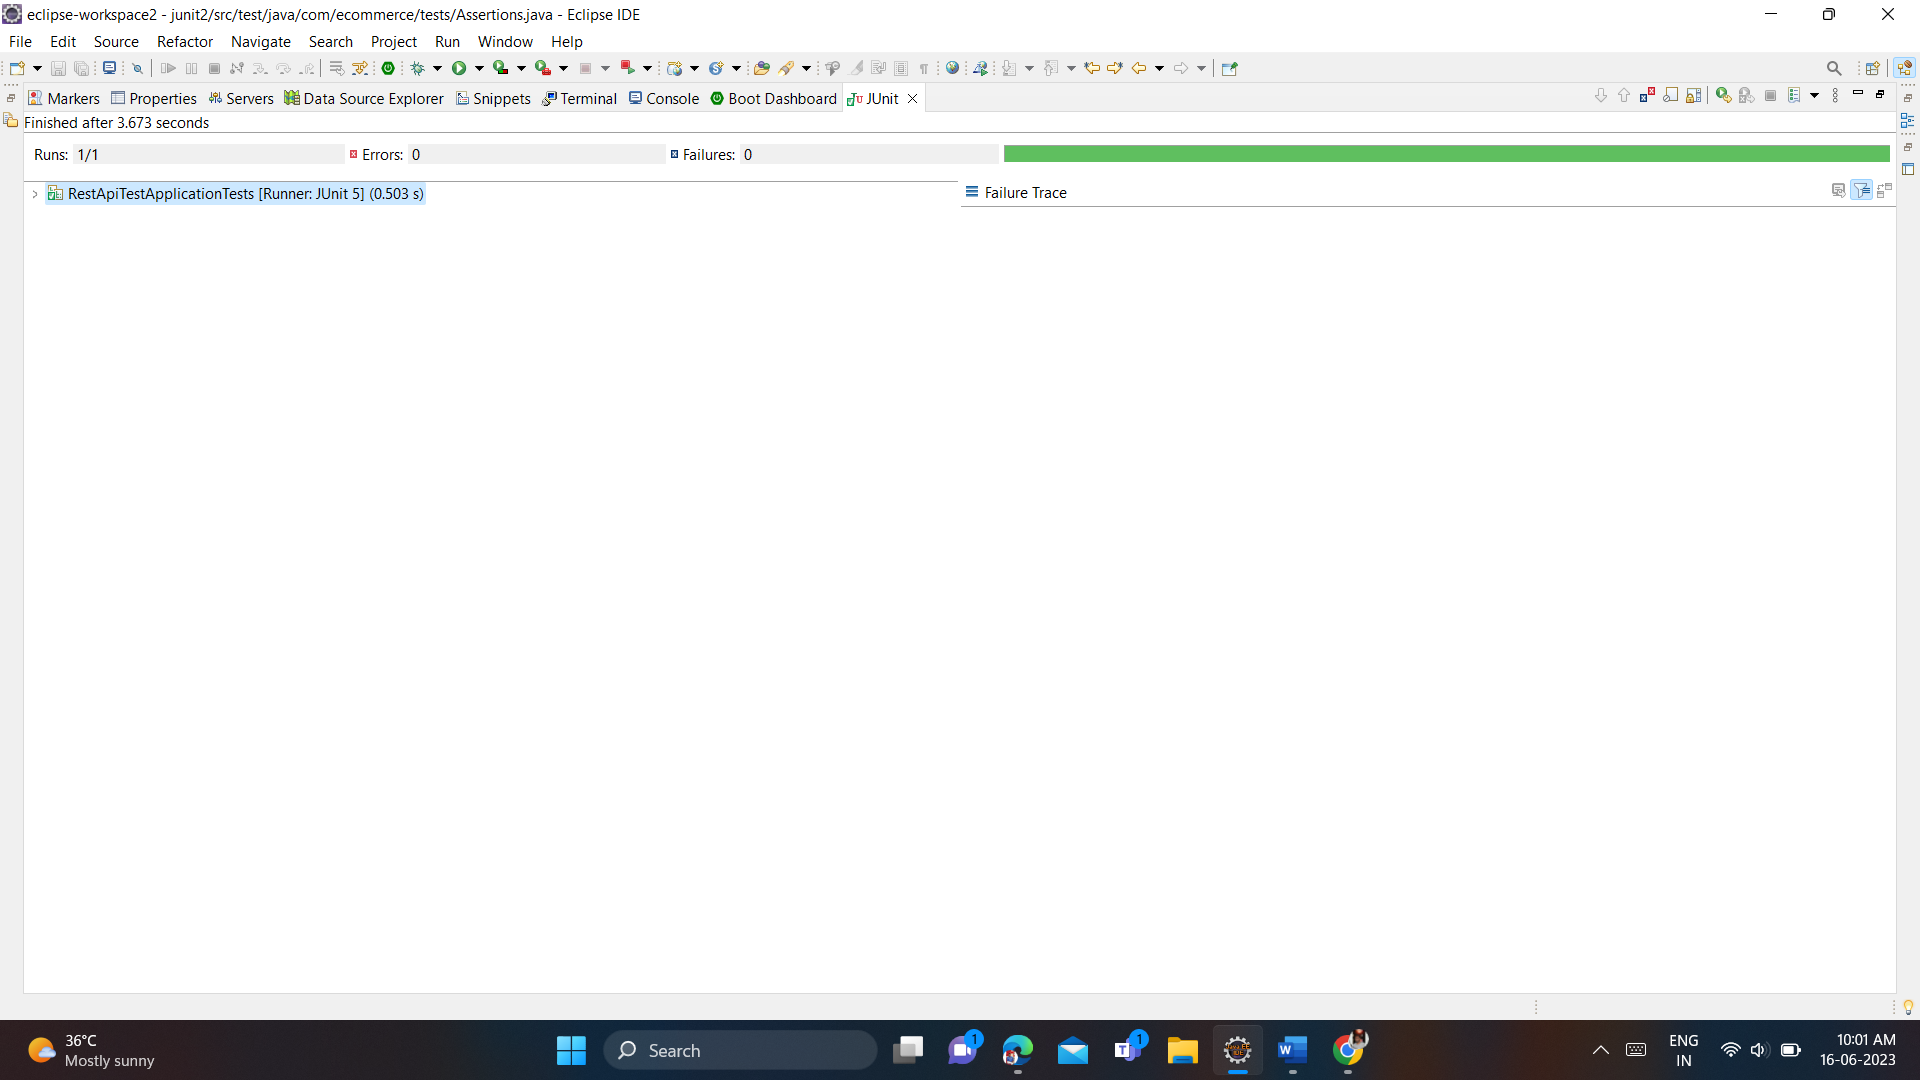 eclipse-workspace2 - junit2/src/test/java/com/ecommerce/tests/Assertions.java - Eclipse IDE
File Edit Source Refactor Navigate Search Project Run Window Help
Markers Properties Servers Data Source Explorer Snippets Terminal Console Boot Dashboard JUnit
Finished after 3.673 seconds
Runs: 1/1 Errors: 0 Failures: 0
RestApiTestApplicationTests [Runner: JUnit 5] (0.503 s)
Failure Trace
36°C
Mostly sunny
Search
1
1
ENG
IN
10:01 AM
16-06-2023